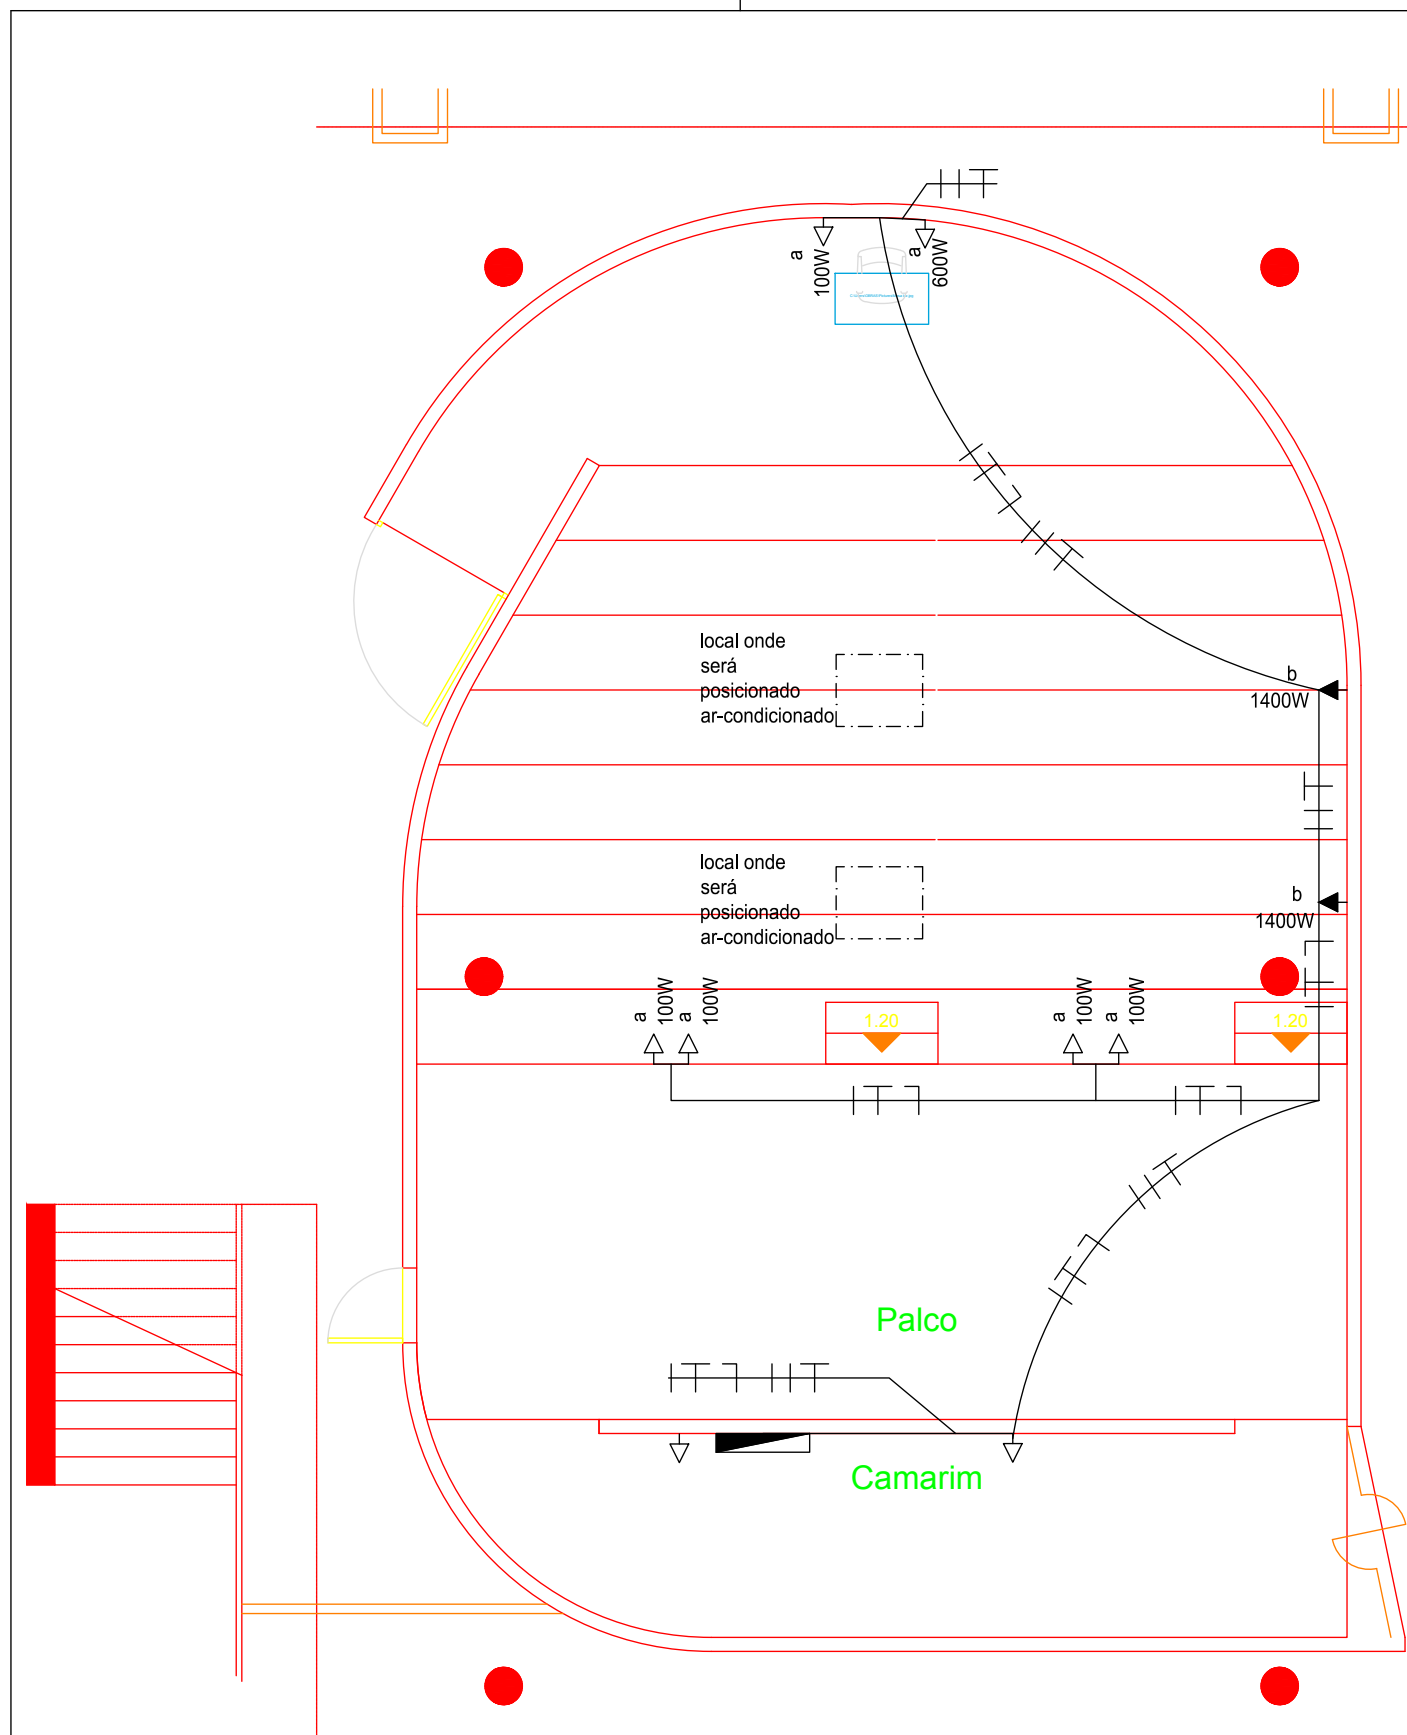 a
100W
a
600W
local onde
será
posicionado
ar-condicionado
b
1400W
local onde
será
posicionado
ar-condicionado
b
1400W
a
100W
a
100W
a
100W
a
100W
1.20
1.20
Palco
Camarim